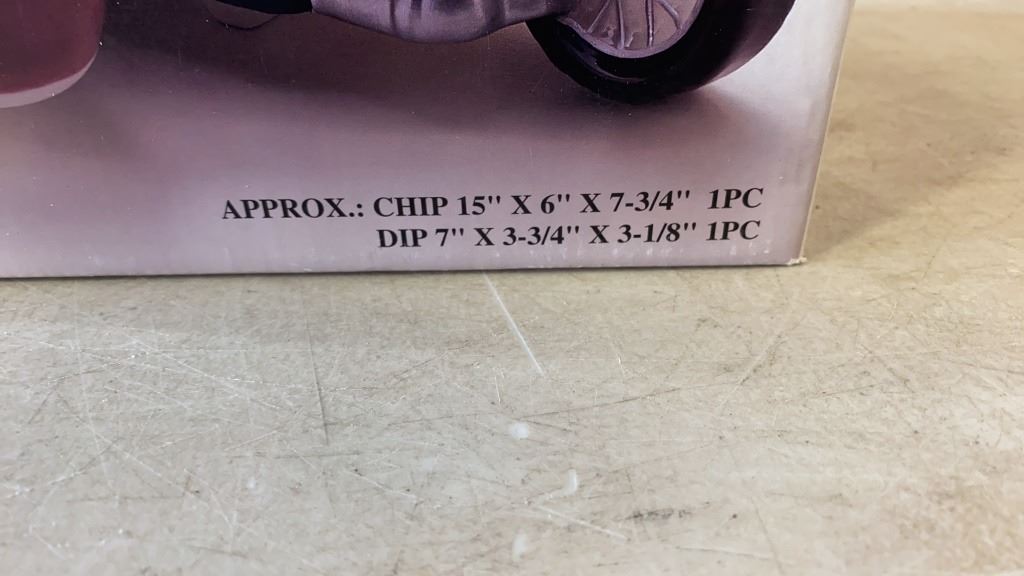 APPROX.: CHIP 15" X 6" X 7-3/4" 1PC
DIP 7" X 3-3/4" X 3-1/8" 1PC